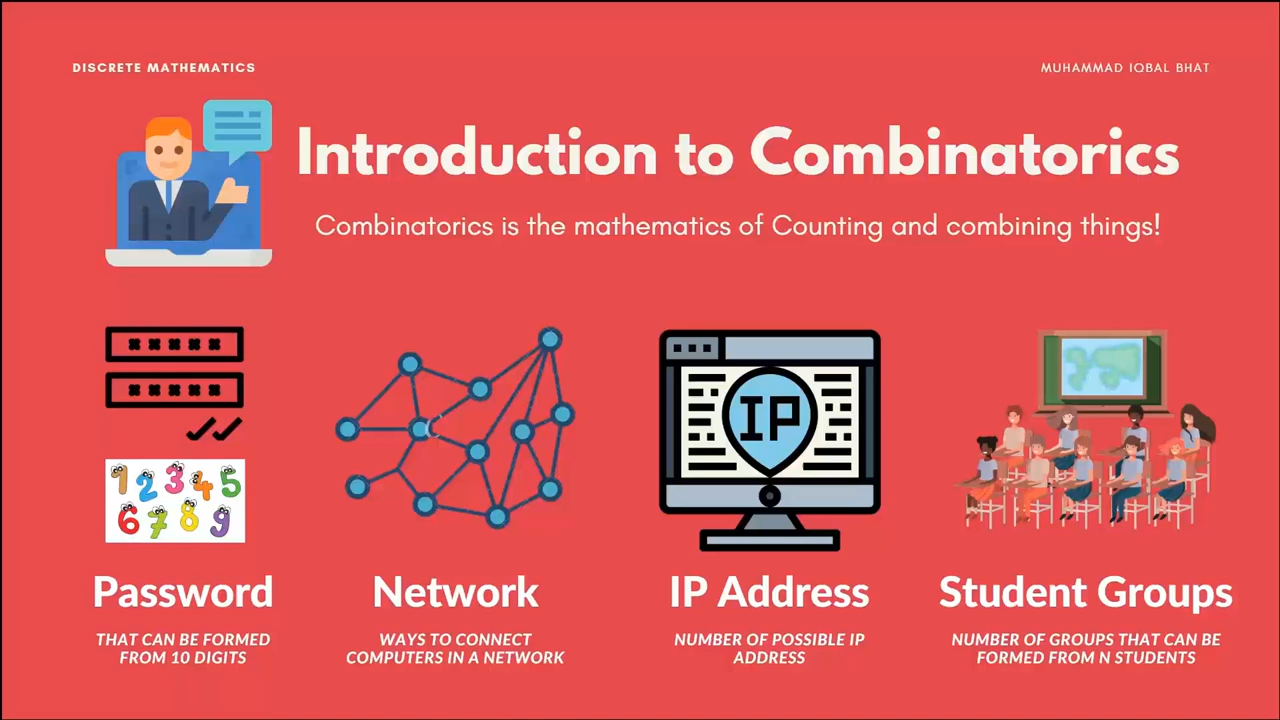 DISCRETE MATHEMATICS
MUHAMMAD IQBAL BHAT
Introduction to Combinatorics
Combinatorics is the mathematics of Counting and combining things!
1 2 3 4 5
6 7 8 9
IP
Password
THAT CAN BE FORMED
FROM 10 DIGITS
Network
WAYS TO CONNECT
COMPUTERS IN A NETWORK
IP Address
NUMBER OF POSSIBLE IP
ADDRESS
Student Groups
NUMBER OF GROUPS THAT CAN BE
FORMED FROM N STUDENTS